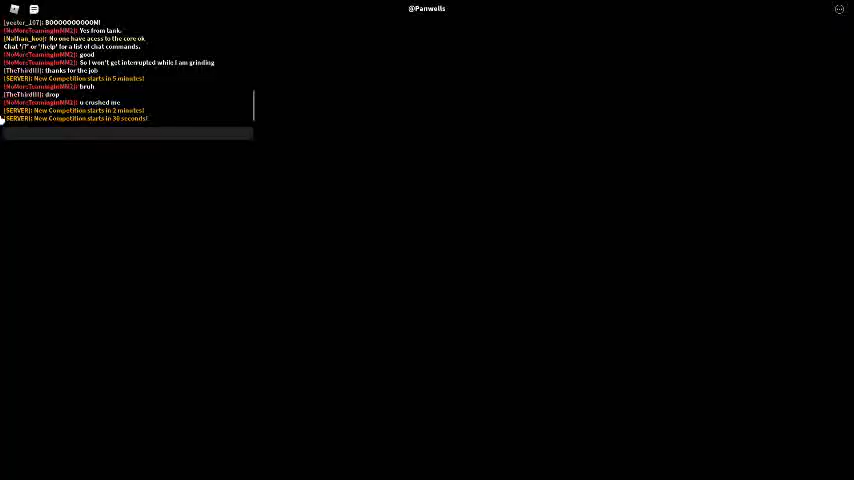 @Panwells
[yeeter_107]: BOOOOOOOOOOM!
[NoMoreTeamingInMM2]: Yes from tank.
[Nathan_koo]: No one have acess to the core ok
Chat '/?' or '/help' for a list of chat commands.
[NoMoreTeamingInMM2]: good
[NoMoreTeamingInMM2]: So I won't get interrupted while I am grinding
[TheThirdIII]: thanks for the job
[SERVER]: New Competition starts in 5 minutes!
[NoMoreTeamingInMM2]: bruh
[TheThirdIII]: drop
[NoMoreTeamingInMM2]: u crushed me
[SERVER]: New Competition starts in 2 minutes!
[SERVER]: New Competition starts in 30 seconds!